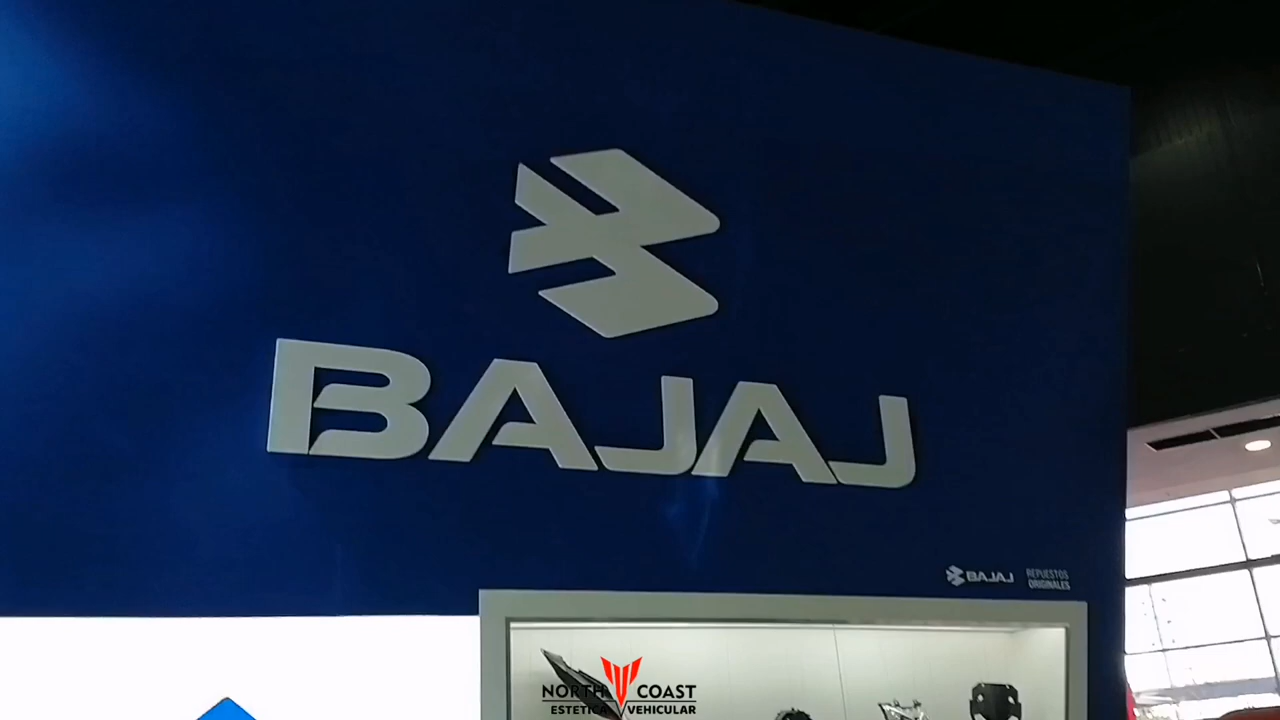 BAJAJ
BAJAJ REPUESTOS
ORIGINALES
NORTH COAST
ESTETICA VEHICULAR